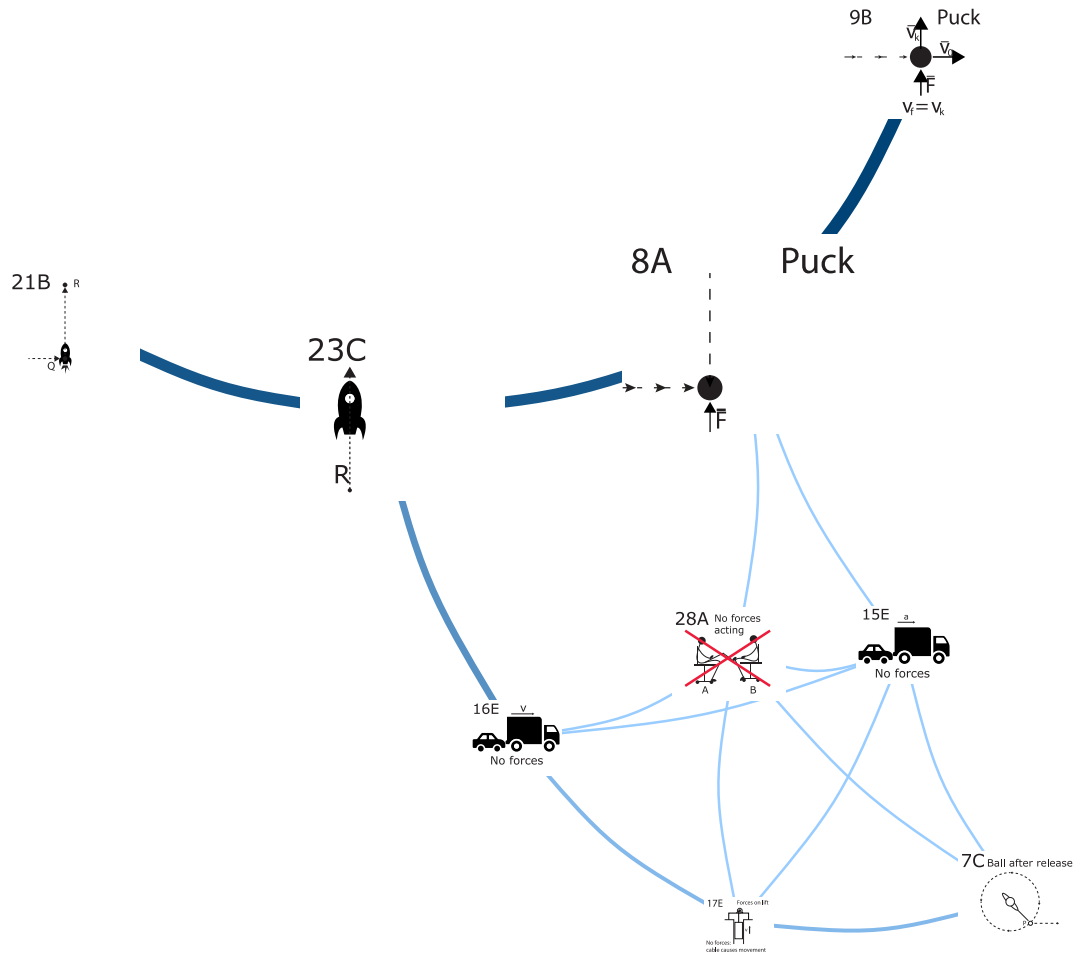 9B Puck
v̅k
v̅0
F̅
vf = vk
8A Puck
F̅
21B
R
Q
23C
R
28A No forces
acting
A B
15E
a
No forces
16E
v
No forces
7C Ball after release
P
17E Forces on lift
No forces:
cable causes movement